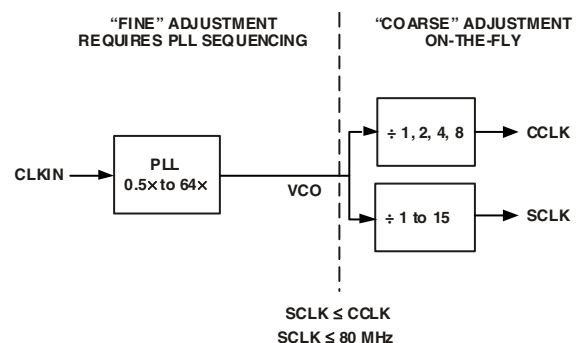 “FINE” ADJUSTMENT
REQUIRES PLL SEQUENCING
“COARSE” ADJUSTMENT
ON-THE-FLY
CLKIN
PLL
0.5× to 64×
VCO
÷ 1, 2, 4, 8
CCLK
÷ 1 to 15
SCLK
SCLK ≤ CCLK
SCLK ≤ 80 MHz